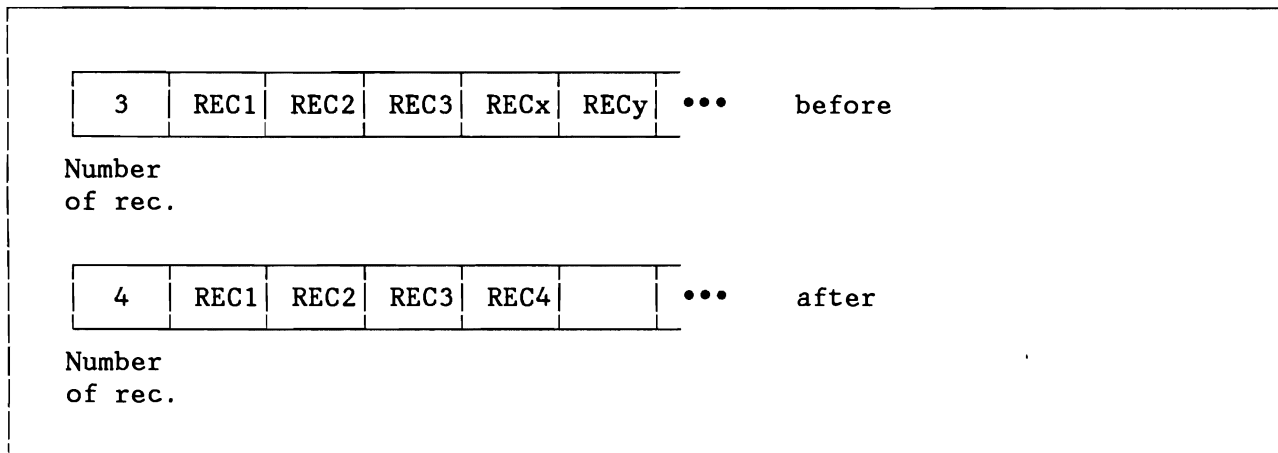 3 REC1 REC2 REC3 RECx RECy ••• before
Number
of rec.
4 REC1 REC2 REC3 REC4 ••• after
Number
of rec.